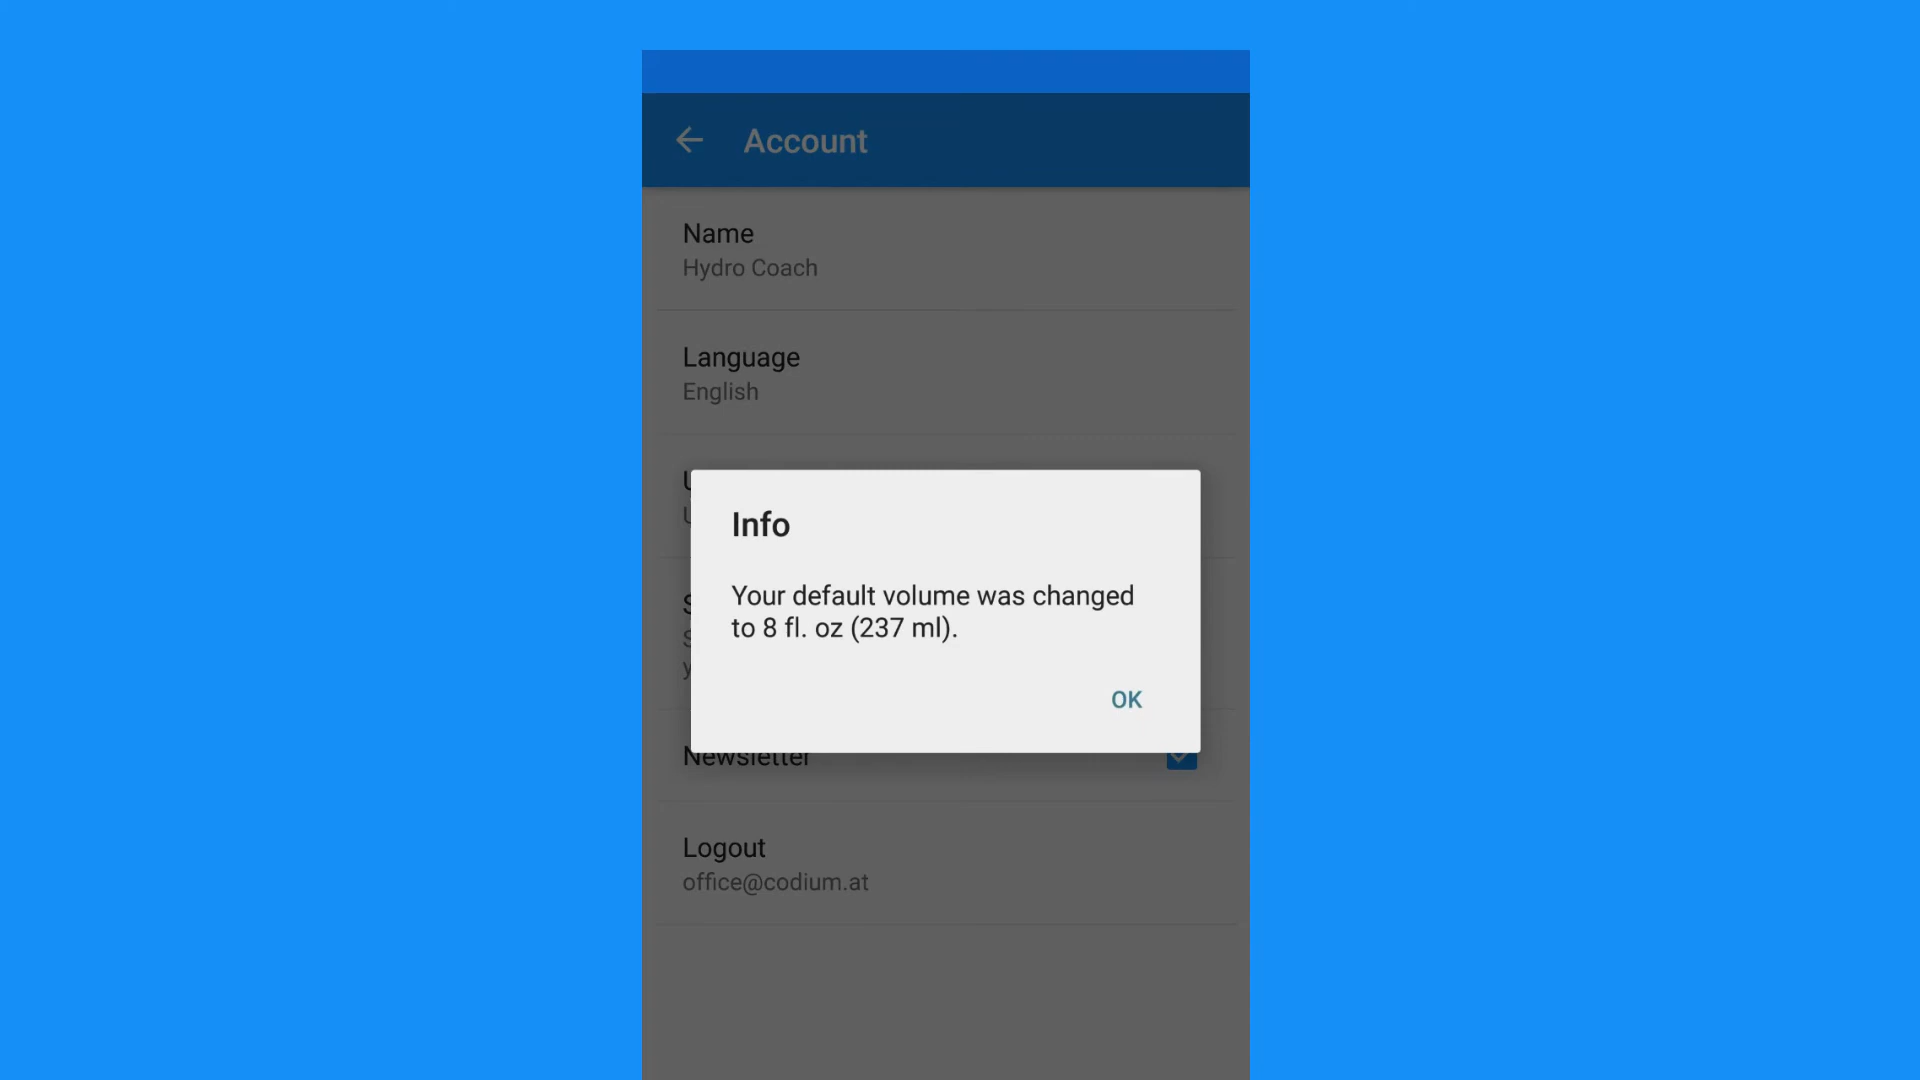 Account
Name
Hydro Coach
Language
English
Info
Your default volume was changed
to 8 fl. oz (237 ml).
OK
Newsletter
Logout
office@codium.at